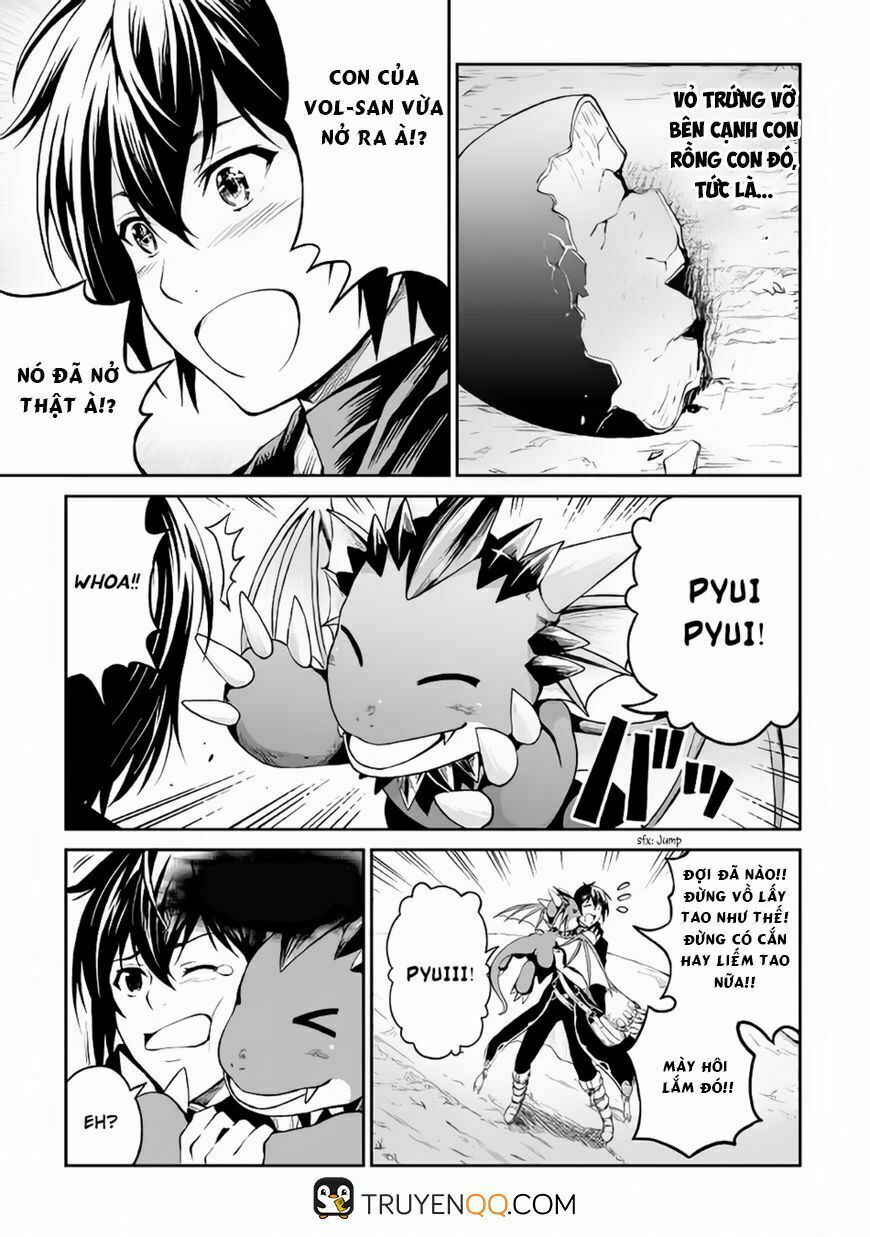 VỎ TRỨNG VỠ
BÊN CẠNH CON
RỒNG CON ĐÓ,
TỨC LÀ...
CON CỦA
VOL-SAN VỪA
NỞ RA À!?
NÓ ĐÃ NỞ
THẬT À!?
PYUI
PYUI!
WHOA!!
sfx: Jump
ĐỢI ĐÃ NÀO!!
ĐỪNG VỒ LẤY
TAO NHƯ THẾ!
ĐỪNG CÓ CẮN
HAY LIẾM TAO
NỮA!!
PYUIII!
MÀY HÔI
LẮM ĐÓ!!
EH?
TRUYENQQ.COM